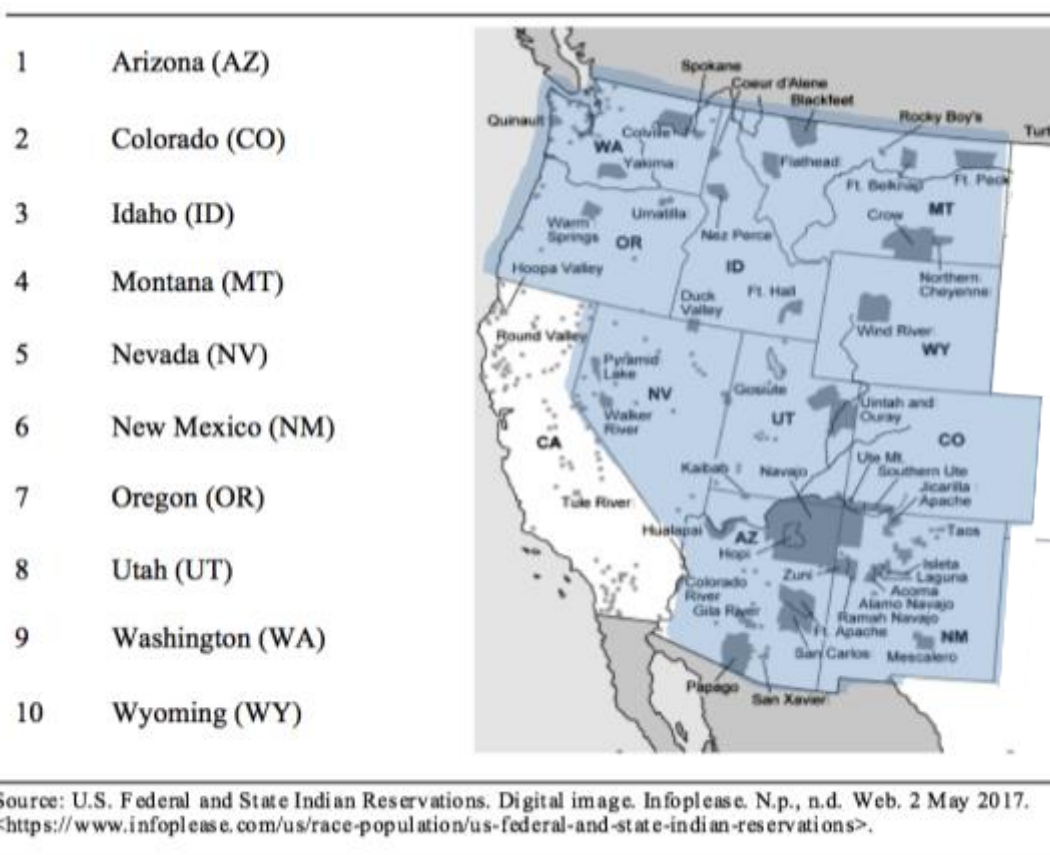 1 Arizona (AZ)
2 Colorado (CO)
3 Idaho (ID)
4 Montana (MT)
5 Nevada (NV)
6 New Mexico (NM)
7 Oregon (OR)
8 Utah (UT)
9 Washington (WA)
10 Wyoming (WY)
Spokane
Coeur d'Alene
Blackfeet
Rocky Boy's
Quinault
Colville
Turt
WA
Yakima
Flathead
Ft. Belknap
Ft. Peck
Warm
Springs
Umatilla
OR
Nez Perce
Crow
MT
Hoopa Valley
ID
Northern
Cheyenne
Duck
Valley
Ft. Hall
Round Valley
Wind River
WY
Pyramid
Lake
NV
Walker
River
Gosiute
UT
Uintah and
Ouray
CO
CA
Kaibab
Navajo
Ute Mt.
Southern Ute
Jicarilla
Apache
Tule River
Hualapai
AZ
Hopi
Taos
Zuni
Isleta
Laguna
Acoma
Colorado
River
Gila River
Alamo Navajo
Ramah Navajo
Ft. Apache
NM
San Carlos
Mescalero
Papago
San Xavier
Source: U.S. Federal and State Indian Reservations. Digital image. Infoplease. N.p., n.d. Web. 2 May 2017.
<https://www.infoplease.com/us/race-population/us-federal-and-state-indian-reservations>.